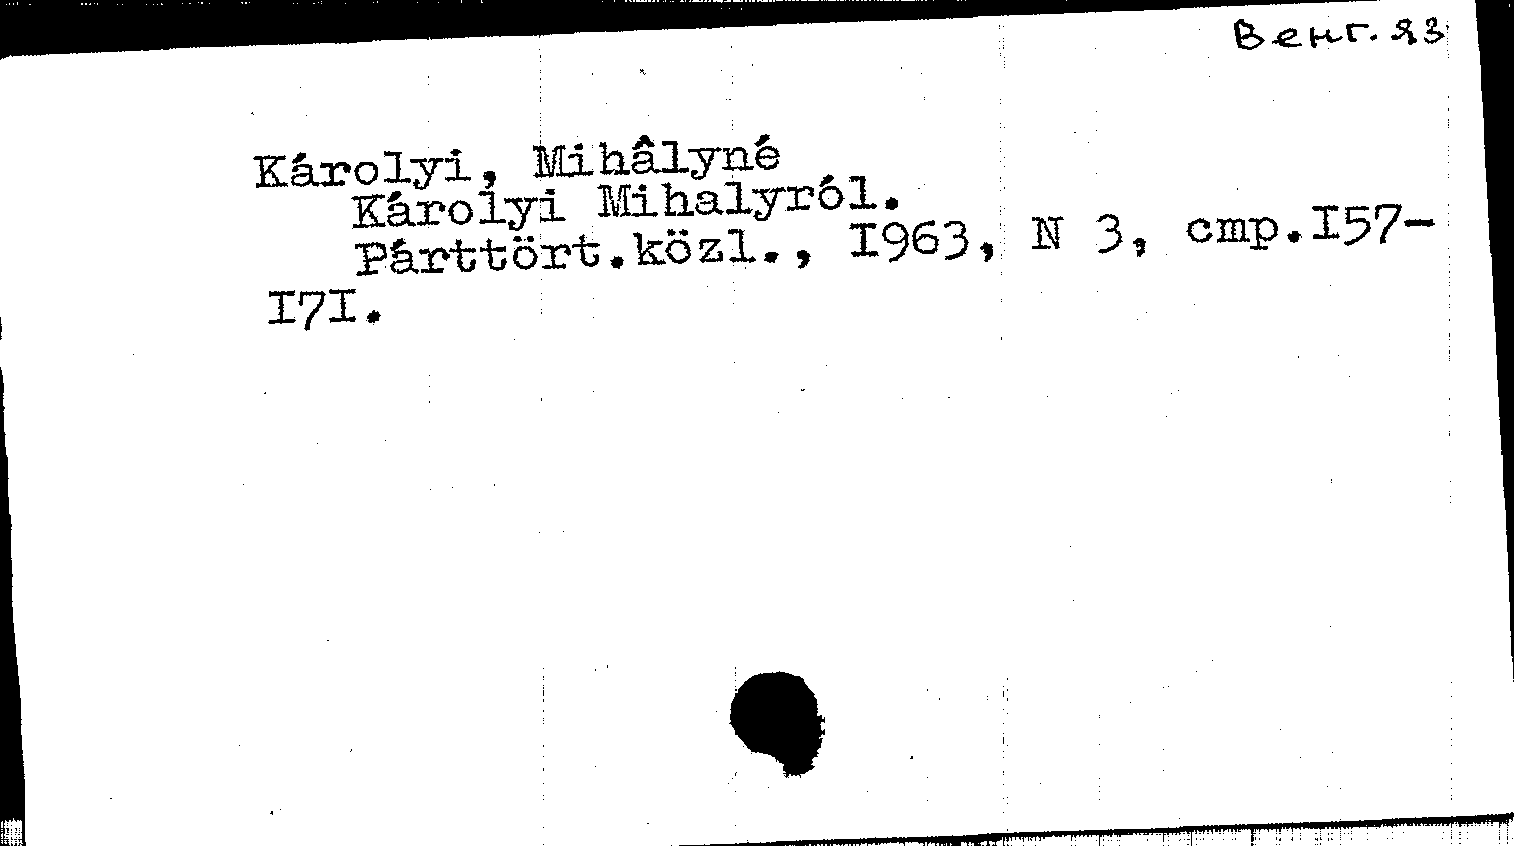 Венг. 93
Károlyi, Mihâlyné
Károlyi Mihalyról.
Párttört.közl., I963, N 3, стр.I57-
I7I.